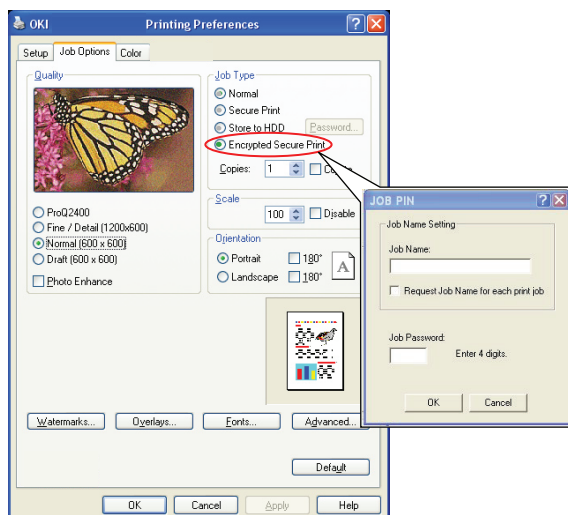 OKI Printing Preferences
Setup Job Options Color
Quality
ProQ2400
Fine / Detail (1200x600)
Normal (600 x 600)
Draft (600 x 600)
Photo Enhance
Job Type
Normal
Secure Print
Store to HDD Password...
Encrypted Secure Print
Copies: 1
Scale
100 Disable
Orientation
Portrait 180°
Landscape 180°
A
Watermarks... Overlays... Fonts... Advanced...
Default
OK Cancel Apply Help
JOB PIN
Job Name Setting
Job Name:
Request Job Name for each print job
Job Password:
Enter 4 digits.
OK Cancel